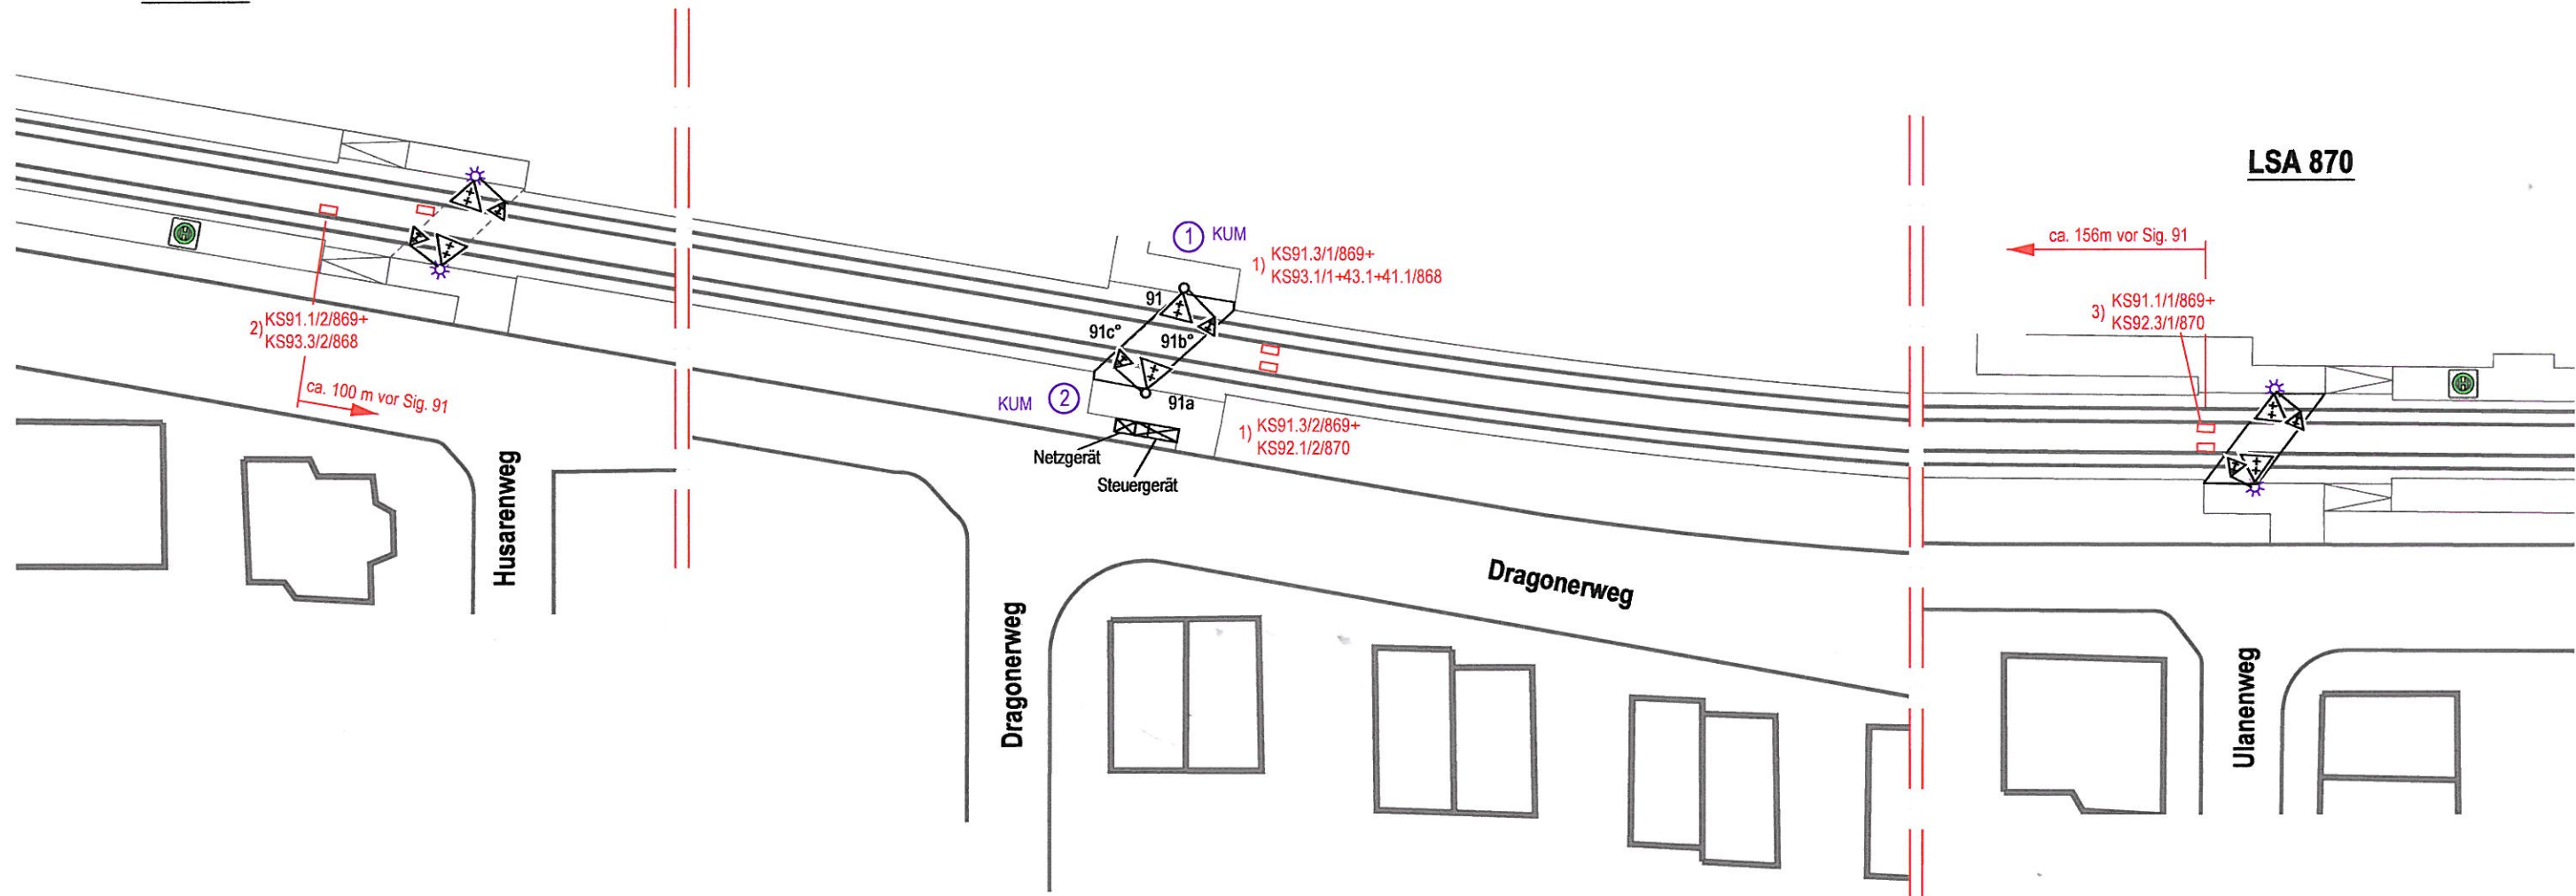 LSA 870
ca. 156m vor Sig. 91
1 KUM
1) KS91.3/1/869+
KS93.1/1+43.1+41.1/868
91
91c°
91b°
3) KS91.1/1/869+
KS92.3/1/870
H
H
2) KS91.1/2/869+
KS93.3/2/868
ca. 100 m vor Sig. 91
KUM 2
91a
1) KS91.3/2/869+
KS92.1/2/870
Netzgerät
Steuergerät
Husarenweg
Dragonerweg
Dragonerweg
Ulanenweg